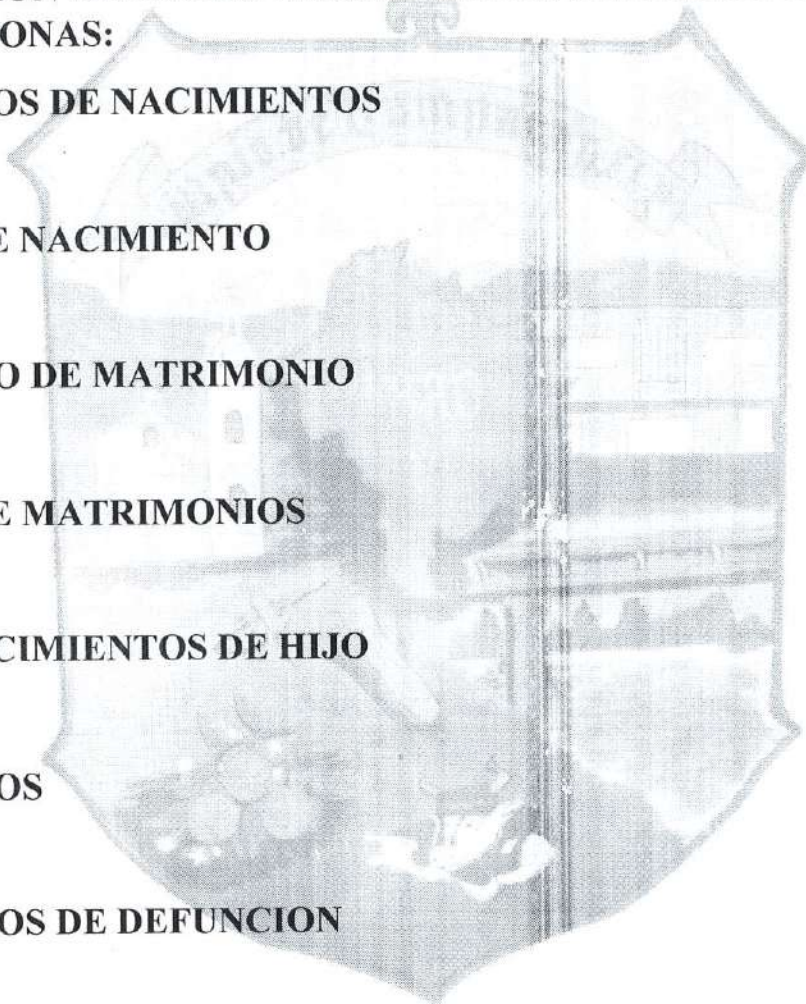 ONAS:
OS DE NACIMIENTOS
E NACIMIENTO
O DE MATRIMONIO
E MATRIMONIOS
CIMIENTOS DE HIJO
OS
OS DE DEFUNCION